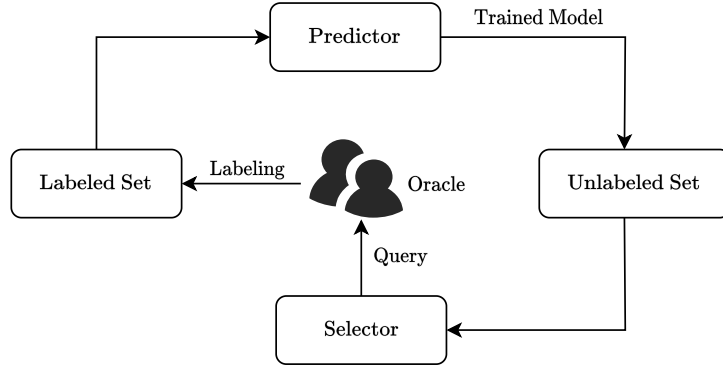 Trained Model
Predictor
Labeling
Labeled Set
Oracle
Unlabeled Set
Query
Selector